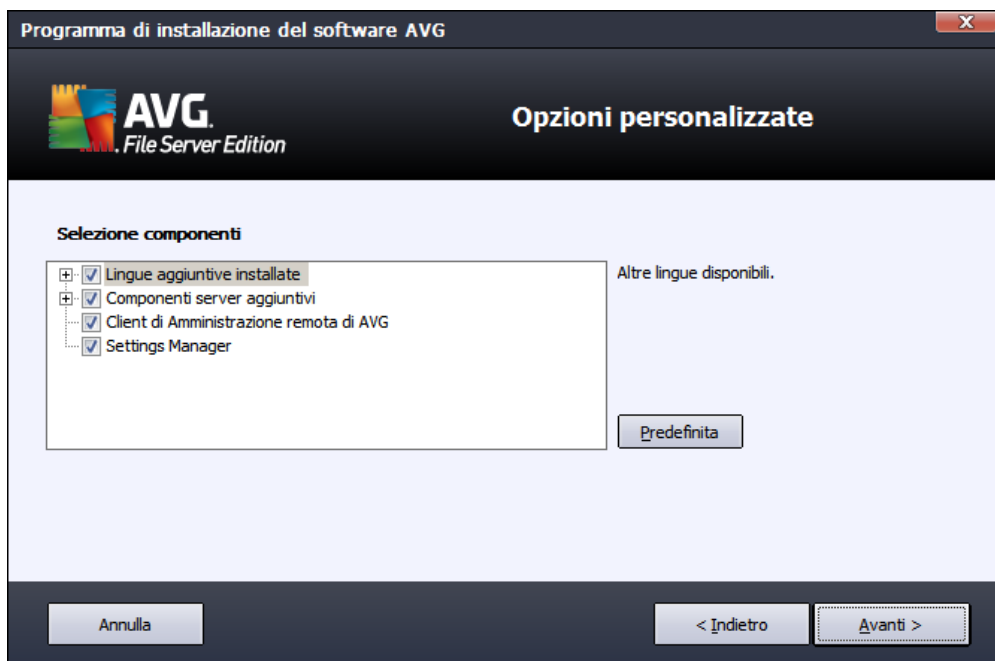 Programma di installazione del software AVG
X
AVG.
File Server Edition
Opzioni personalizzate
Selezione componenti
Lingue aggiuntive installate
Componenti server aggiuntivi
Client di Amministrazione remota di AVG
Settings Manager
Altre lingue disponibili.
Predefinita
Annulla
< Indietro
Avanti >